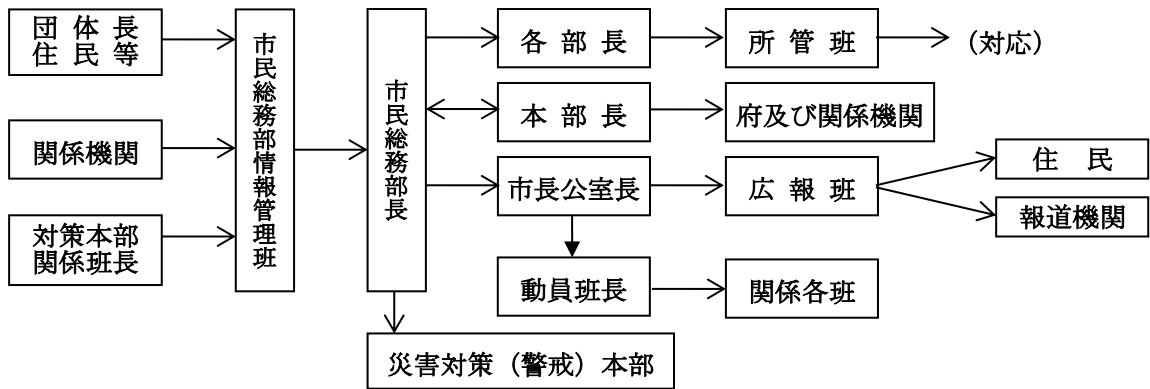 団 体 長
住 民 等
関係機関
対策本部
関係班長
市民総務部情報管理班
市民総務部長
各 部 長
所 管 班
（対応）
本 部 長
府及び関係機関
市長公室長
広 報 班
住　民
報道機関
動員班長
関係各班
災害対策（警戒）本部